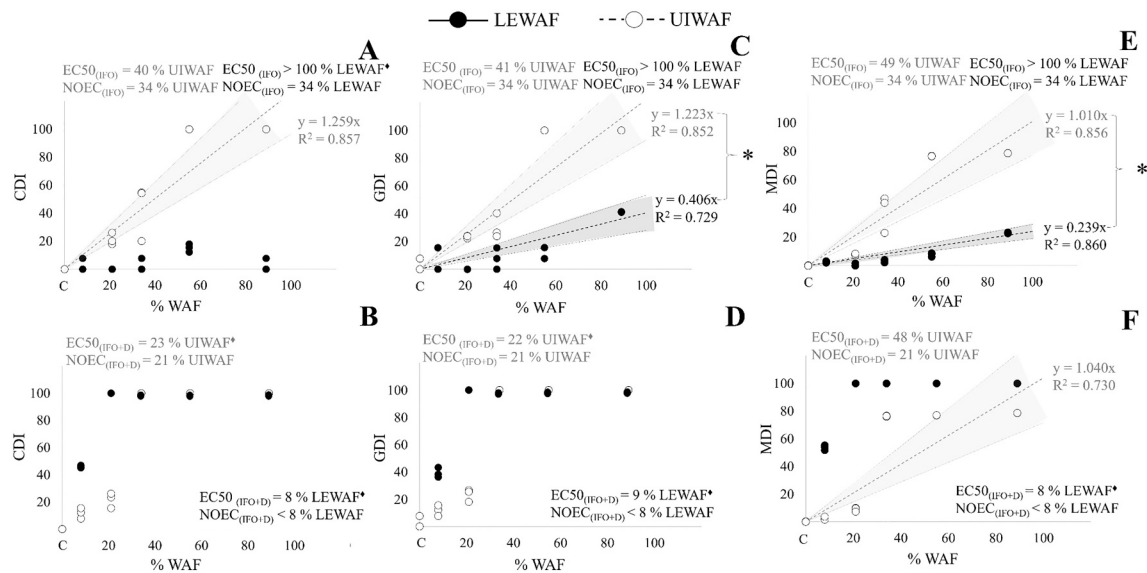 LEWAF UIWAF
A
EC50(IFO) = 40 % UIWAF EC50(IFO) > 100 % LEWAF♦
NOEC(IFO) = 34 % UIWAF NOEC(IFO) = 34 % LEWAF
y = 1.259x
R² = 0.857
CDI
100
80
60
40
20
C 20 40 60 80 100
% WAF
C
EC50(IFO) = 41 % UIWAF EC50(IFO) > 100 % LEWAF
NOEC(IFO) = 34 % UIWAF NOEC(IFO) = 34 % LEWAF
y = 1.223x
R² = 0.852
*
y = 0.406x
R² = 0.729
GDI
100
80
60
40
20
0
C 20 40 60 80 100
% WAF
E
EC50(IFO) = 49 % UIWAF EC50(IFO) > 100 % LEWAF
NOEC(IFO) = 34 % UIWAF NOEC(IFO) = 34 % LEWAF
y = 1.010x
R² = 0.856
*
y = 0.239x
R² = 0.860
MDI
100
80
60
40
20
C 20 40 60 80 100
% WAF
B
EC50(IFO+D) = 23 % UIWAF♦
NOEC(IFO+D) = 21 % UIWAF
CDI
100
80
60
40
20
EC50(IFO+D) = 8 % LEWAF♦
NOEC(IFO+D) < 8 % LEWAF
C 20 40 60 80 100
% WAF
D
EC50(IFO+D) = 22 % UIWAF♦
NOEC(IFO+D) = 21 % UIWAF
GDI
100
80
60
40
20
EC50(IFO+D) = 9 % LEWAF♦
NOEC(IFO+D) < 8 % LEWAF
C 20 40 60 80 100
% WAF
F
EC50(IFO+D) = 48 % UIWAF
NOEC(IFO+D) = 21 % UIWAF
y = 1.040x
R² = 0.730
MDI
100
80
60
40
20
EC50(IFO+D) = 8 % LEWAF♦
NOEC(IFO+D) < 8 % LEWAF
C 20 40 60 80 100
% WAF